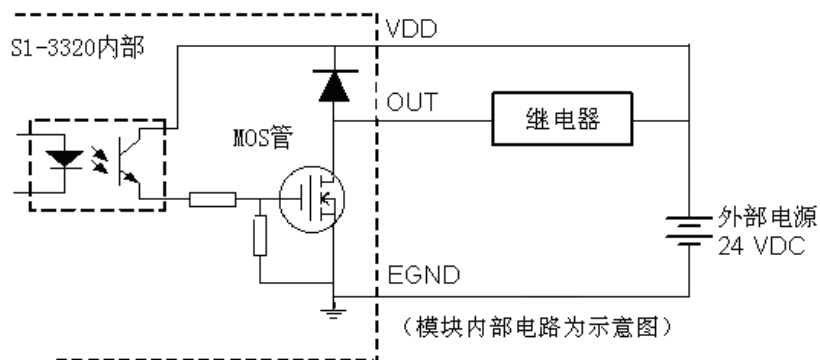 VDD
S1-3320内部
OUT
继电器
MOS管
外部电源
24 VDC
EGND
（模块内部电路为示意图）